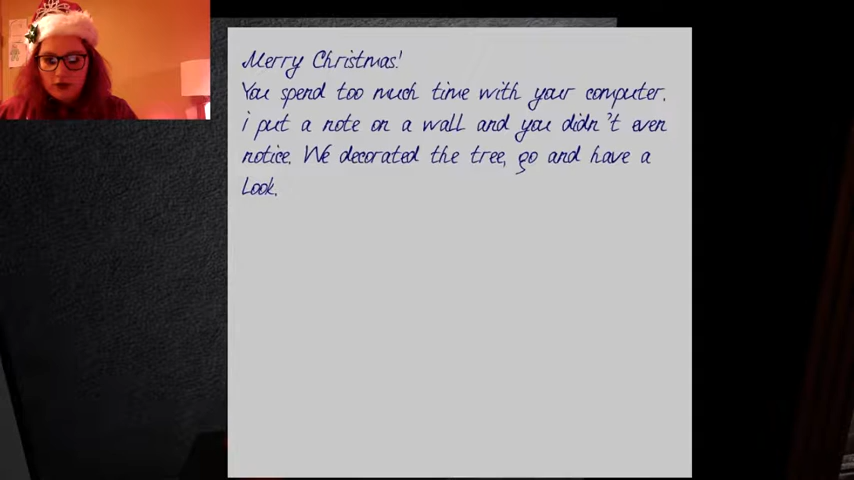 Merry Christmas!
You spend too much time with your computer.
i put a note on a wall and you didn't even
notice. We decorated the tree, go and have a
Look.